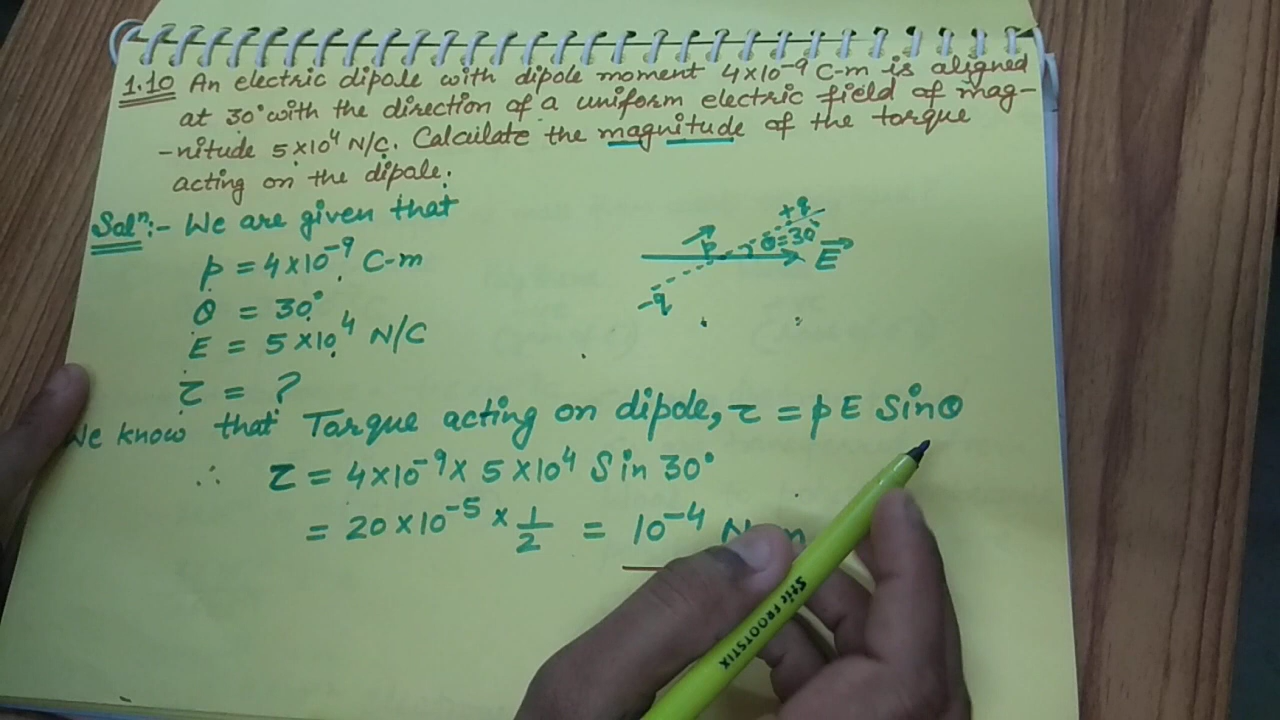 1.10 An electric dipole with dipole moment 4×10⁻⁹ C-m is aligned
at 30° with the direction of a uniform electric field of mag-
-nitude 5×10⁴ N/C. Calculate the magnitude of the torque
acting on the dipole.
Solⁿ:- We are given that
p = 4×10⁻⁹ C-m
θ = 30°
E = 5×10⁴ N/C
τ = ?
+q
p θ=30° E
-q
We know that Torque acting on dipole, τ = pE Sinθ
∴ τ = 4×10⁻⁹ × 5×10⁴ Sin 30°
= 20×10⁻⁵ × 1/2 = 10⁻⁴ N
Stic FROOTSTIX